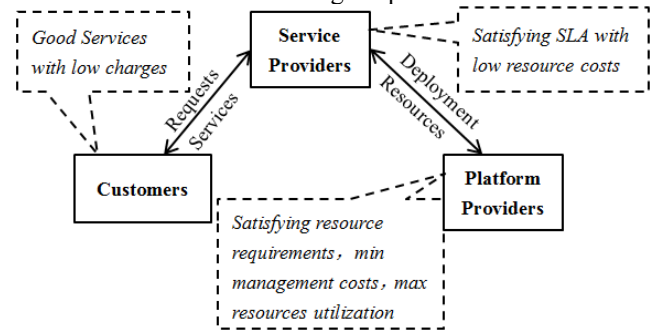 Good Services
with low charges
Service
Providers
Satisfying SLA with
low resource costs
Requests
Services
Deployment
Resources
Customers
Platform
Providers
Satisfying resource
requirements，min
management costs，max
resources utilization